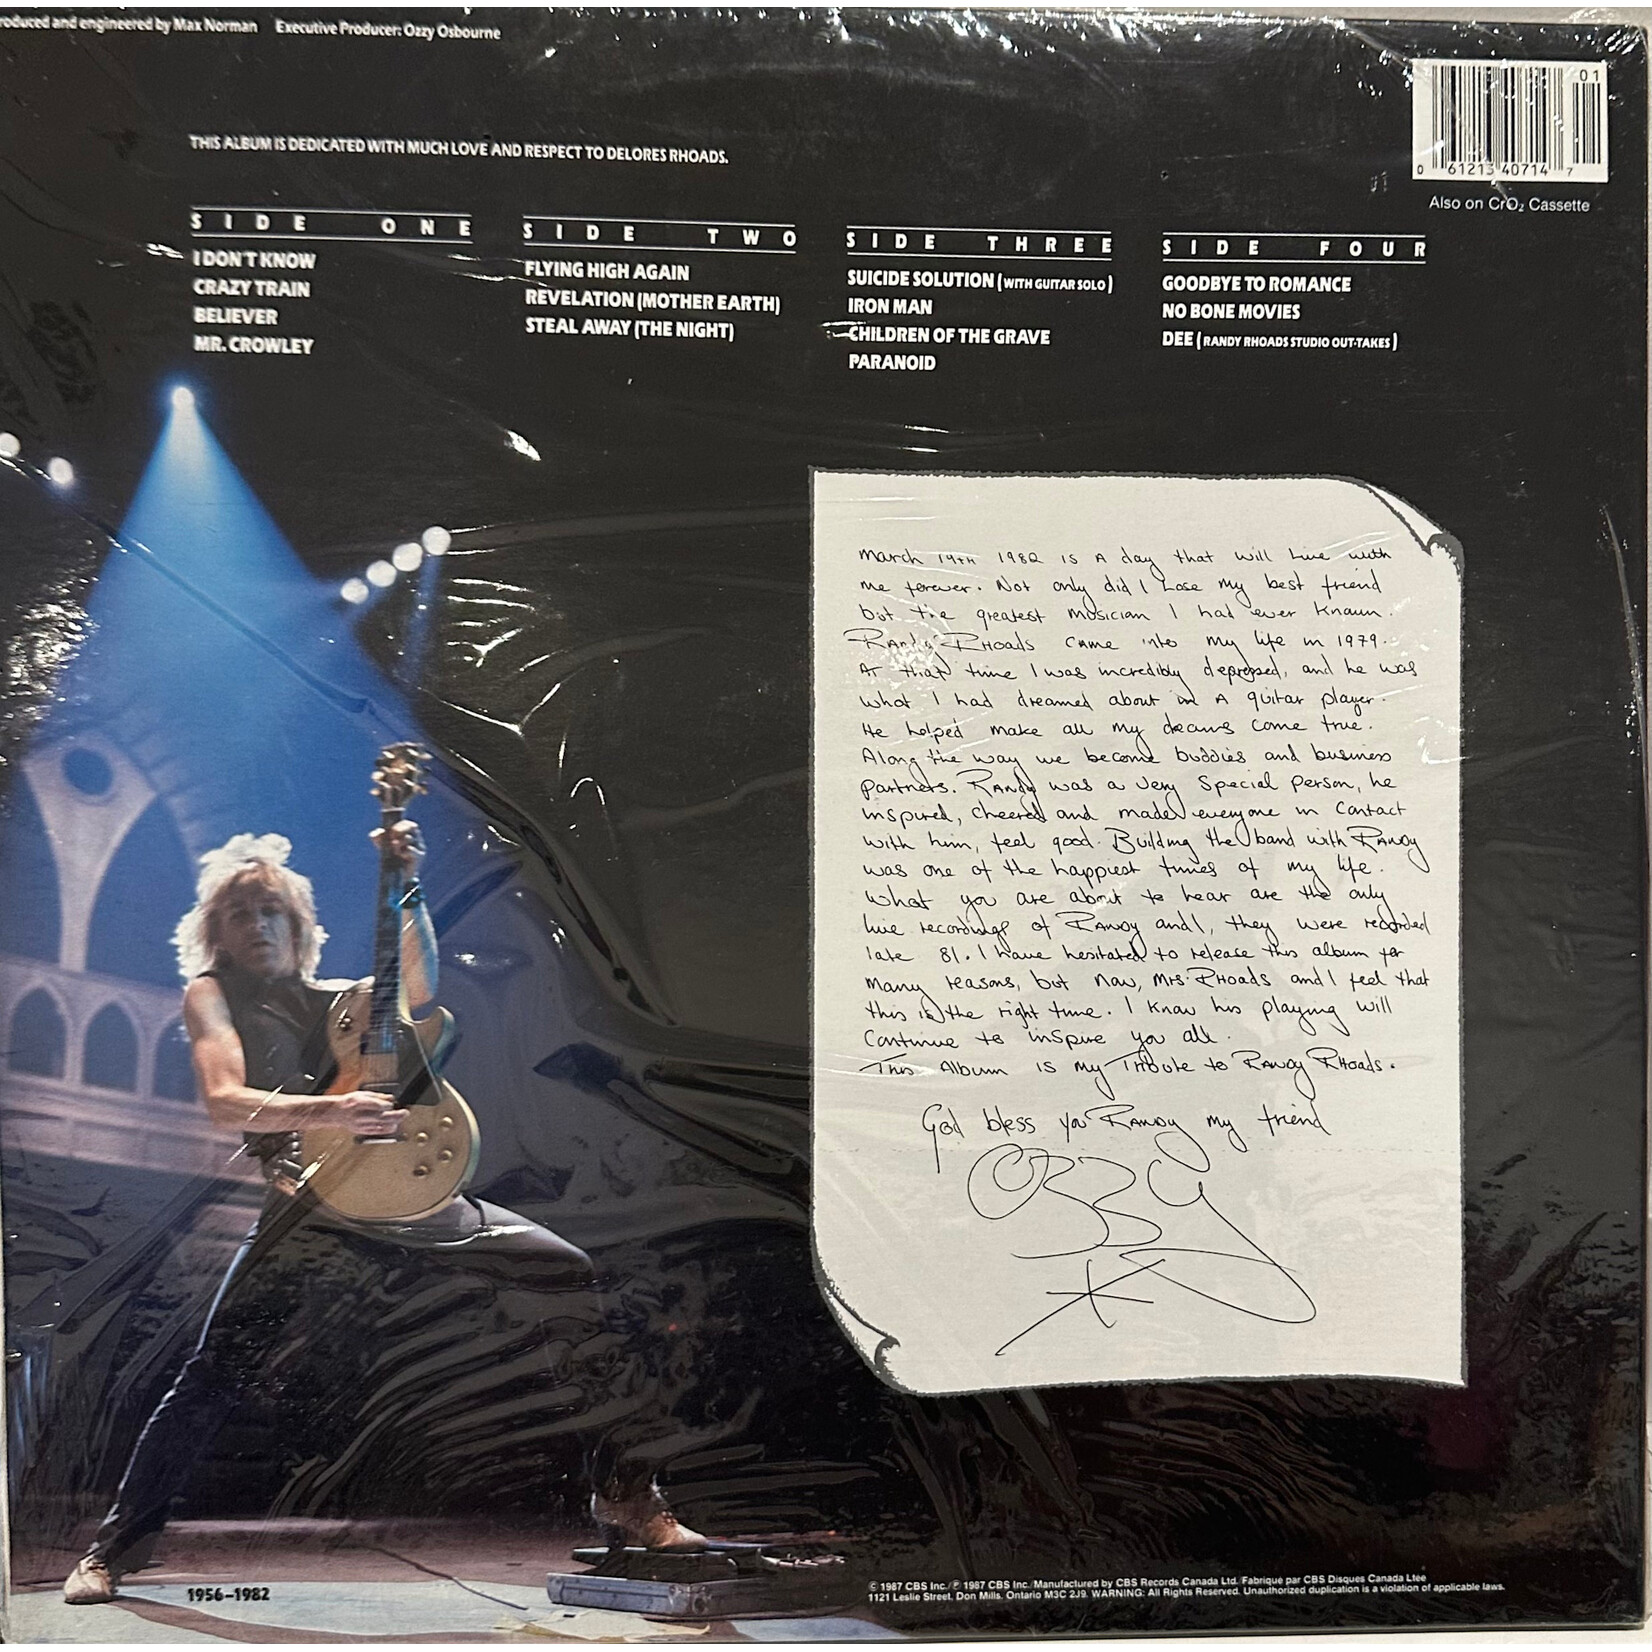 roduced and engineered by Max Norman Executive Producer: Ozzy Osbourne
01
0 61213 40714 7
Also on CrO₂ Cassette
THIS ALBUM IS DEDICATED WITH MUCH LOVE AND RESPECT TO DELORES RHOADS.
SIDE ONE
I DON'T KNOW
CRAZY TRAIN
BELIEVER
MR. CROWLEY
SIDE TWO
FLYING HIGH AGAIN
REVELATION (MOTHER EARTH)
STEAL AWAY (THE NIGHT)
SIDE THREE
SUICIDE SOLUTION (WITH GUITAR SOLO)
IRON MAN
CHILDREN OF THE GRAVE
PARANOID
SIDE FOUR
GOODBYE TO ROMANCE
NO BONE MOVIES
DEE (RANDY RHOADS STUDIO OUT-TAKES)
March 19TH 1982 is A day that will Live with
me forever. Not only did I Lose my best friend
but the greatest musician I had ever known.
Randy Rhoads came into my life in 1979.
At that time I was incredibly depressed, and he was
what I had dreamed about in A guitar player.
He helped make all my dreams come true.
Along the way we became buddies and business
partners. Randy was a very special person, he
inspired, cheered and made everyone in contact
with him, feel good. Building the band with Randy
was one of the happiest times of my life.
What you are about to hear are the only
live recordings of Randy and I, they were recorded
late 81. I have hesitated to release this album for
many reasons, but now, Mrs. Rhoads and I feel that
this is the right time. I know his playing will
continue to inspire you all.
This Album is my Tribute to Randy Rhoads.
God bless you Randy my friend
Ozzy
1956–1982
© 1987 CBS Inc./℗ 1987 CBS Inc./Manufactured by CBS Records Canada Ltd./Fabriqué par CBS Disques Canada Ltée
1121 Leslie Street, Don Mills, Ontario M3C 2J9. WARNING: All Rights Reserved. Unauthorized duplication is a violation of applicable laws.